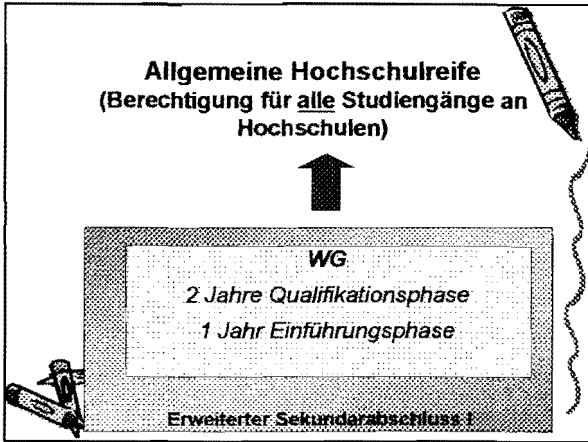 Allgemeine Hochschulreife
(Berechtigung für alle Studiengänge an
Hochschulen)
WG
2 Jahre Qualifikationsphase
1 Jahr Einführungsphase
Erweiterter Sekundarabschluss I